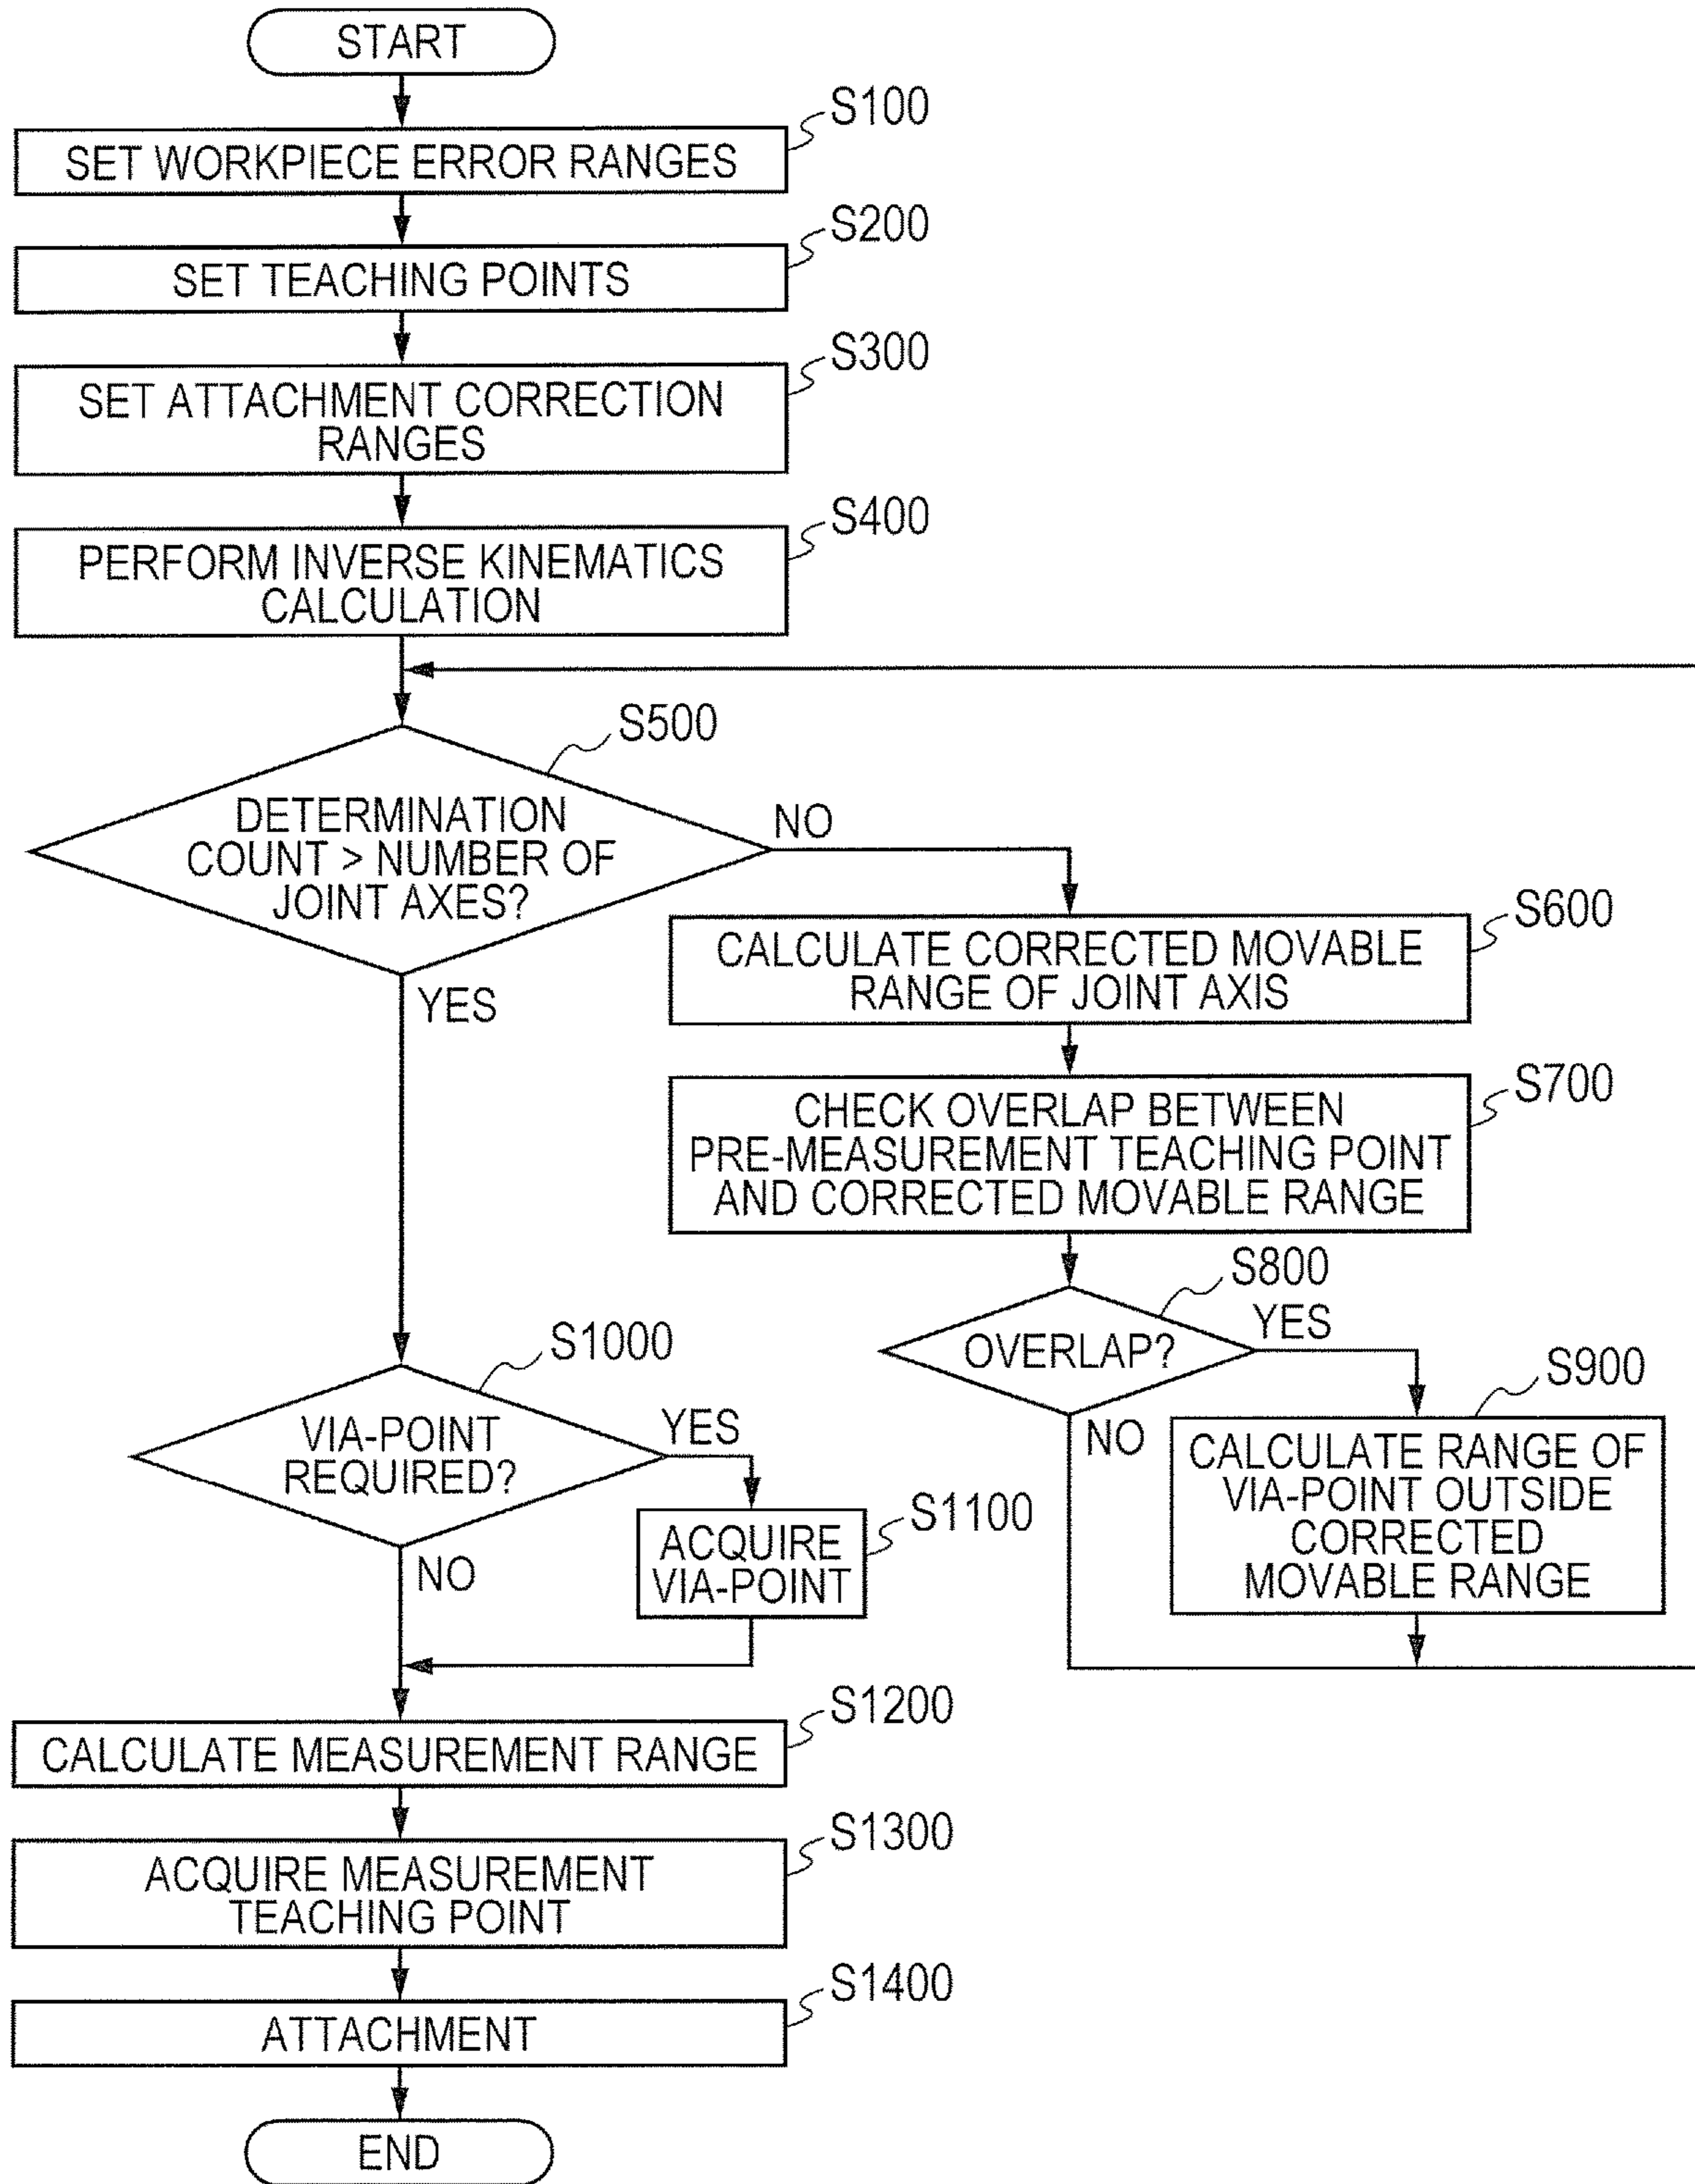 START
S100
SET WORKPIECE ERROR RANGES
S200
SET TEACHING POINTS
S300
SET ATTACHMENT CORRECTION
RANGES
S400
PERFORM INVERSE KINEMATICS
CALCULATION
S500
DETERMINATION
COUNT > NUMBER OF
JOINT AXES?
NO
YES
S600
CALCULATE CORRECTED MOVABLE
RANGE OF JOINT AXIS
S700
CHECK OVERLAP BETWEEN
PRE-MEASUREMENT TEACHING POINT
AND CORRECTED MOVABLE RANGE
S800
OVERLAP?
YES
NO
S900
CALCULATE RANGE OF
VIA-POINT OUTSIDE
CORRECTED
MOVABLE RANGE
S1000
VIA-POINT
REQUIRED?
YES
NO
S1100
ACQUIRE
VIA-POINT
S1200
CALCULATE MEASUREMENT RANGE
S1300
ACQUIRE MEASUREMENT
TEACHING POINT
S1400
ATTACHMENT
END